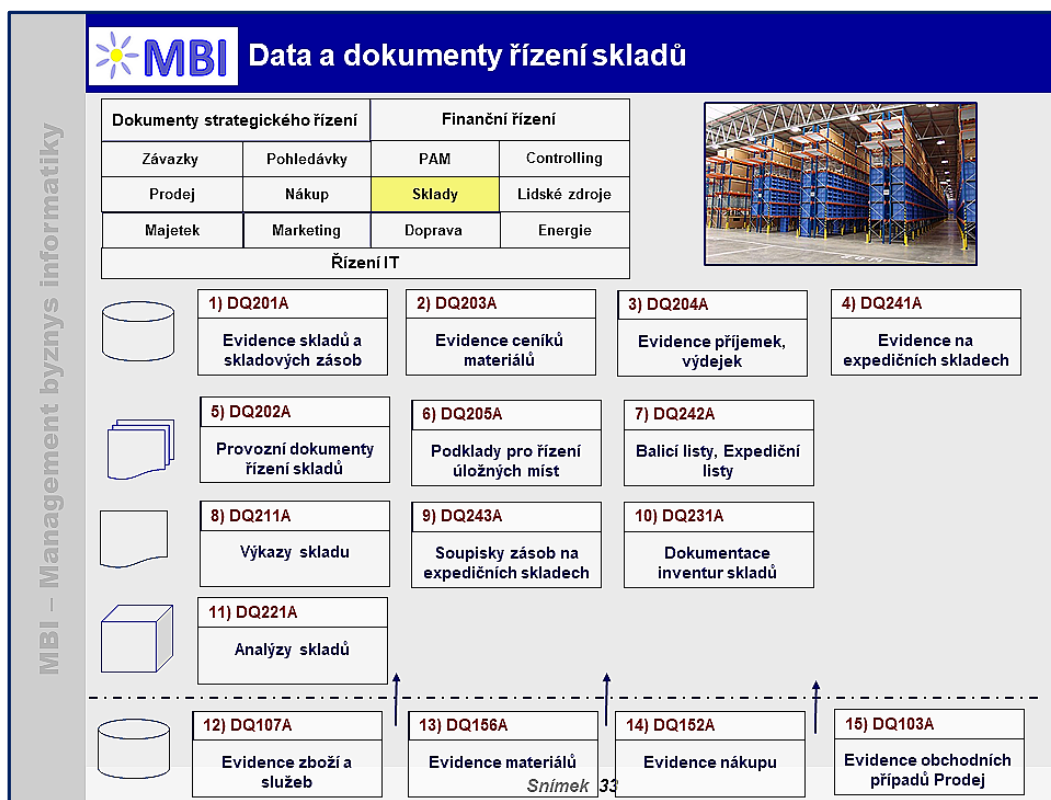 MBI
Data a dokumenty řízení skladů
MBI – Management byznys informatiky
Dokumenty strategického řízení
Finanční řízení
Závazky
Pohledávky
PAM
Controlling
Prodej
Nákup
Sklady
Lidské zdroje
Majetek
Marketing
Doprava
Energie
Řízení IT
1) DQ201A
Evidence skladů a
skladových zásob
2) DQ203A
Evidence ceníků
materiálů
3) DQ204A
Evidence příjemek,
výdejek
4) DQ241A
Evidence na
expedičních skladech
5) DQ202A
Provozní dokumenty
řízení skladů
6) DQ205A
Podklady pro řízení
úložných míst
7) DQ242A
Balicí listy, Expediční
listy
8) DQ211A
Výkazy skladu
9) DQ243A
Soupisky zásob na
expedičních skladech
10) DQ231A
Dokumentace
inventur skladů
11) DQ221A
Analýzy skladů
12) DQ107A
Evidence zboží a
služeb
13) DQ156A
Evidence materiálů
14) DQ152A
Evidence nákupu
15) DQ103A
Evidence obchodních
případů Prodej
Snímek 33